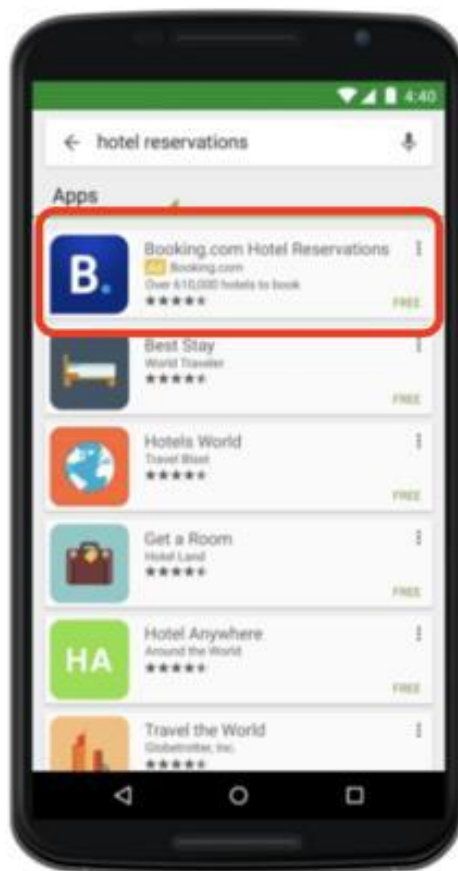 4:40
hotel reservations
Apps
B.
Booking.com Hotel Reservations
Ad Booking.com
Over 610,000 hotels to book
FREE
Best Stay
World Traveler
FREE
Hotels World
Travel Blast
FREE
Get a Room
Hotel Land
FREE
HA
Hotel Anywhere
Around the World
FREE
Travel the World
Globetrotter, Inc.